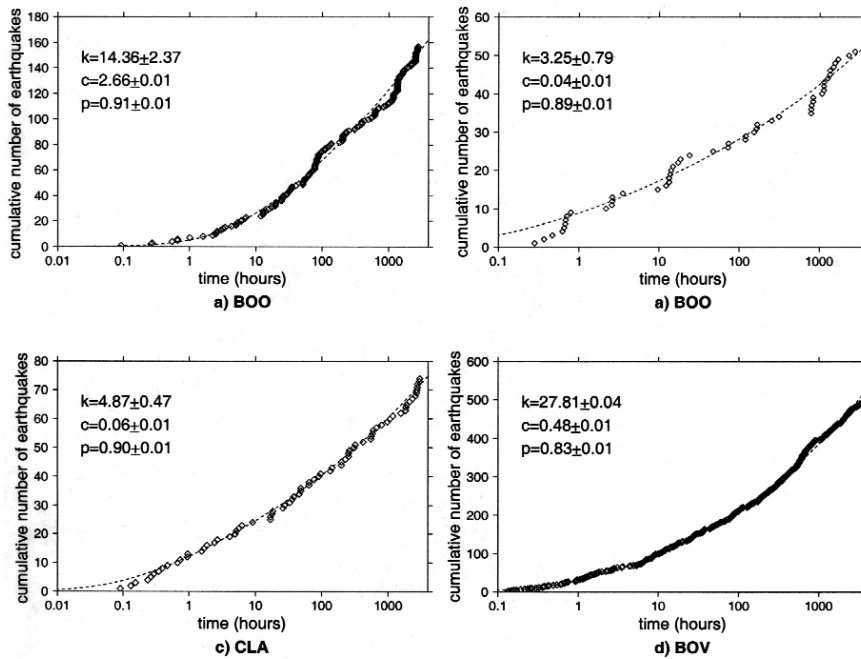 cumulative number of earthquakes
180
160
140
120
100
80
60
40
20
0
k=14.36±2.37
c=2.66±0.01
p=0.91±0.01
0.01 0.1 1 10 100 1000
time (hours)
a) BOO
cumulative number of earthquakes
60
50
40
30
20
10
0
k=3.25±0.79
c=0.04±0.01
p=0.89±0.01
0.1 1 10 100 1000
time (hours)
a) BOO
cumulative number of earthquakes
80
70
60
50
40
30
20
10
0
k=4.87±0.47
c=0.06±0.01
p=0.90±0.01
0.01 0.1 1 10 100 1000
time (hours)
c) CLA
cumulative number of earthquakes
600
500
400
300
200
100
0
k=27.81±0.04
c=0.48±0.01
p=0.83±0.01
0.1 1 10 100 1000
time (hours)
d) BOV